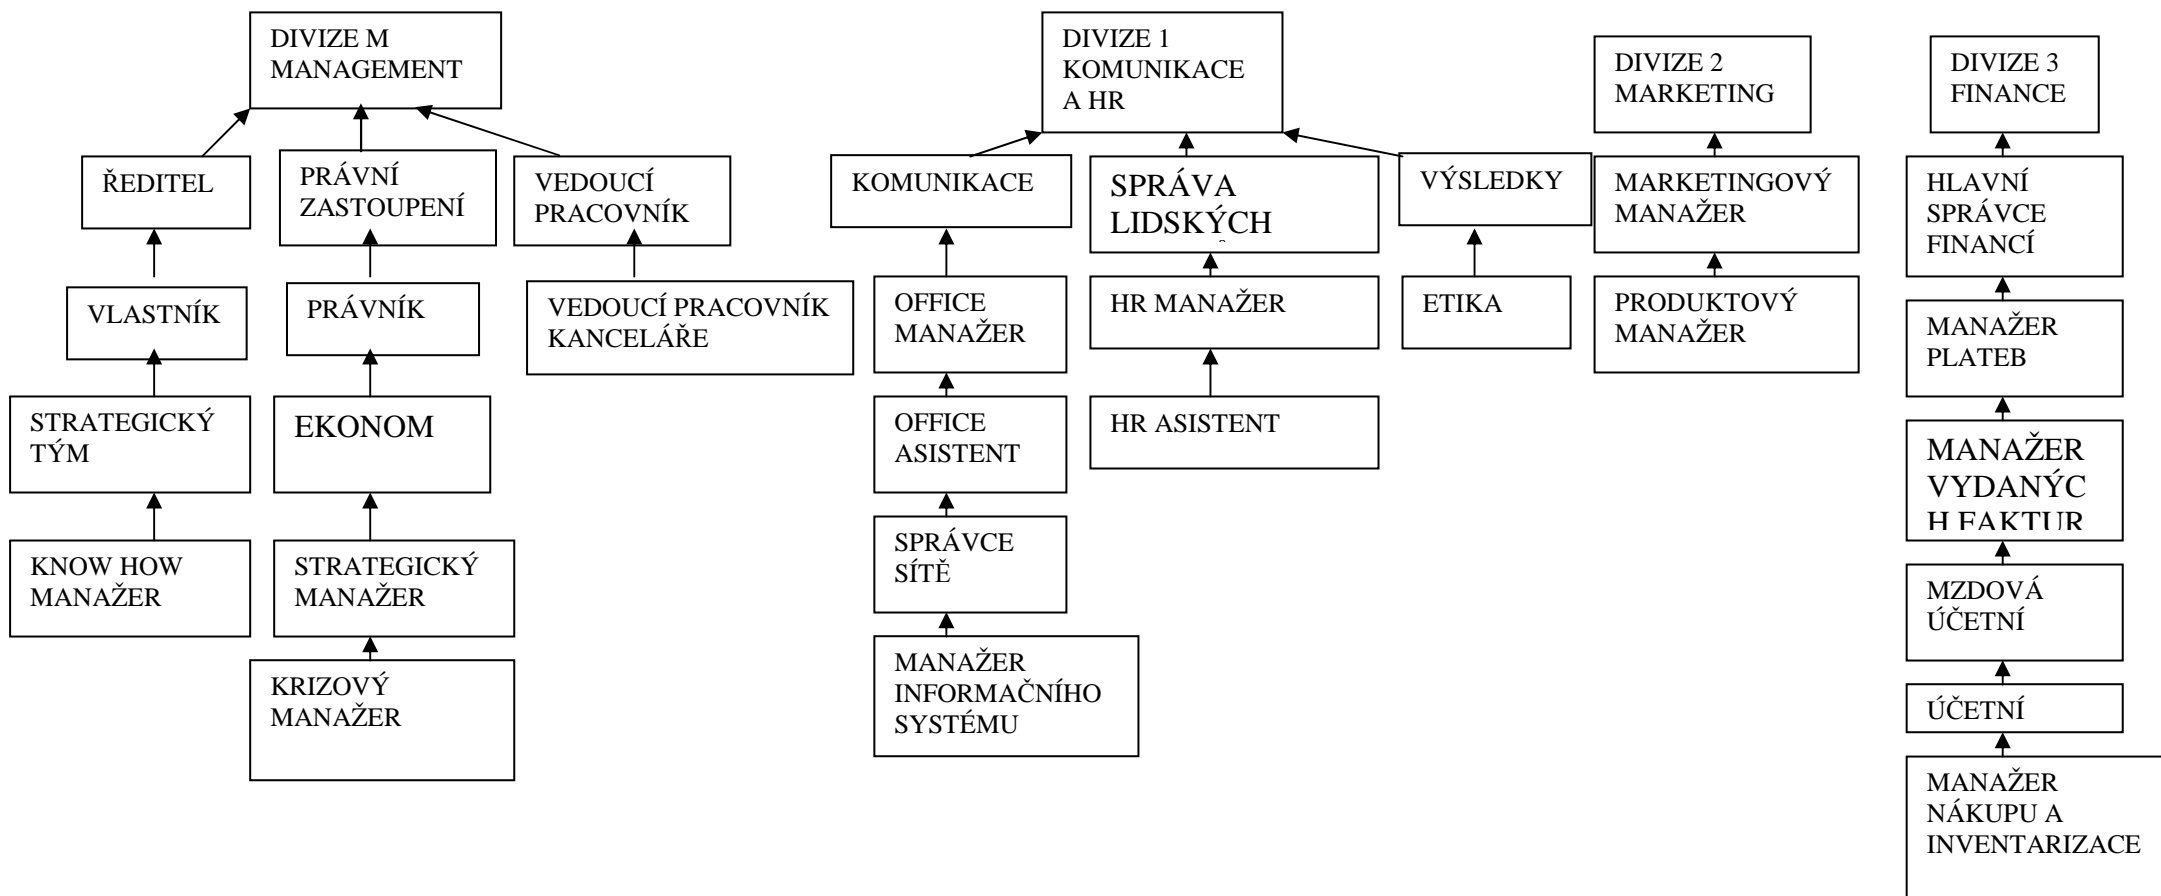 DIVIZE M
MANAGEMENT
ŘEDITEL
PRÁVNÍ
ZASTOUPENÍ
VEDOUCÍ
PRACOVNÍK
VLASTNÍK
PRÁVNÍK
VEDOUCÍ PRACOVNÍK
KANCELÁŘE
STRATEGICKÝ
TÝM
EKONOM
KNOW HOW
MANAŽER
STRATEGICKÝ
MANAŽER
KRIZOVÝ
MANAŽER
DIVIZE 1
KOMUNIKACE
A HR
KOMUNIKACE
SPRÁVA
LIDSKÝCH
VÝSLEDKY
OFFICE
MANAŽER
HR MANAŽER
ETIKA
OFFICE
ASISTENT
HR ASISTENT
SPRÁVCE
SÍTĚ
MANAŽER
INFORMAČNÍHO
SYSTÉMU
DIVIZE 2
MARKETING
MARKETINGOVÝ
MANAŽER
PRODUKTOVÝ
MANAŽER
DIVIZE 3
FINANCE
HLAVNÍ
SPRÁVCE
FINANCÍ
MANAŽER
PLATEB
MANAŽER
VYDANÝC
H FAKTUR
MZDOVÁ
ÚČETNÍ
ÚČETNÍ
MANAŽER
NÁKUPU A
INVENTARIZACE